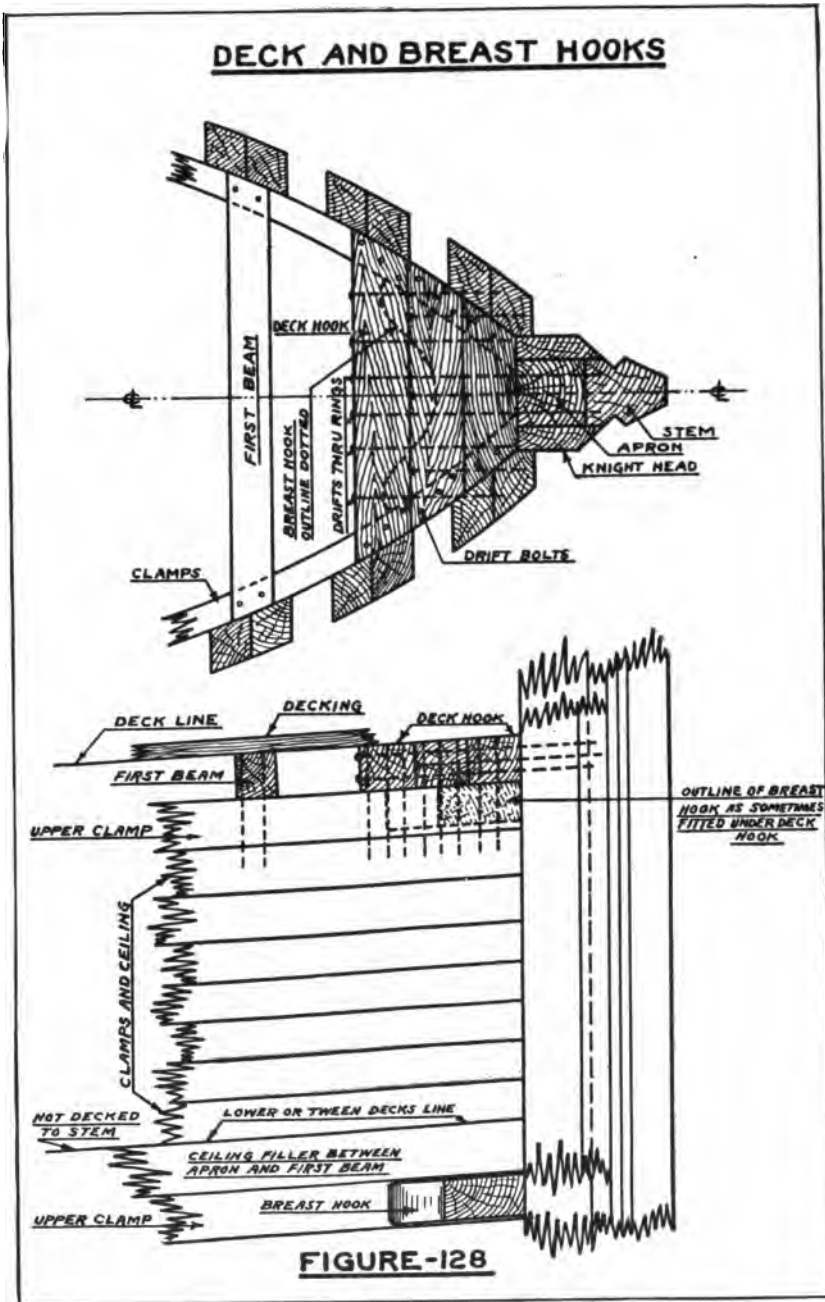 DECK AND BREAST HOOKS
DECK HOOK
FIRST BEAM
BREAST HOOK
OUTLINE DOTTED
DRIFTS THRU RINGS
STEM
APRON
KNIGHT HEAD
DRIFT BOLTS
CLAMPS
DECKING
DECK LINE
DECK HOOK
FIRST BEAM
OUTLINE OF BREAST
HOOK AS SOMETIMES
FITTED UNDER DECK
HOOK
UPPER CLAMP
CLAMPS AND CEILING
NOT DECKED
TO STEM
LOWER OR TWEEN DECKS LINE
CEILING FILLER BETWEEN
APRON AND FIRST BEAM
BREAST HOOK
UPPER CLAMP
FIGURE-128